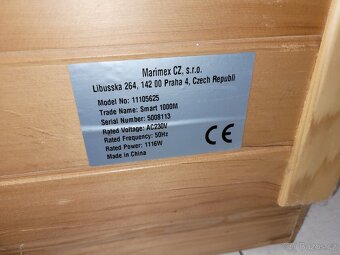 Marimex CZ, s.r.o.
Libusska 264, 142 00 Praha 4, Czech Republi
Model No: 11105625
Trade Name: Smart 1000M
Serial Number: 5008113
Rated Voltage: AC230V
Rated Frequency: 50Hz
Rated Power: 1116W
Made in China
CE